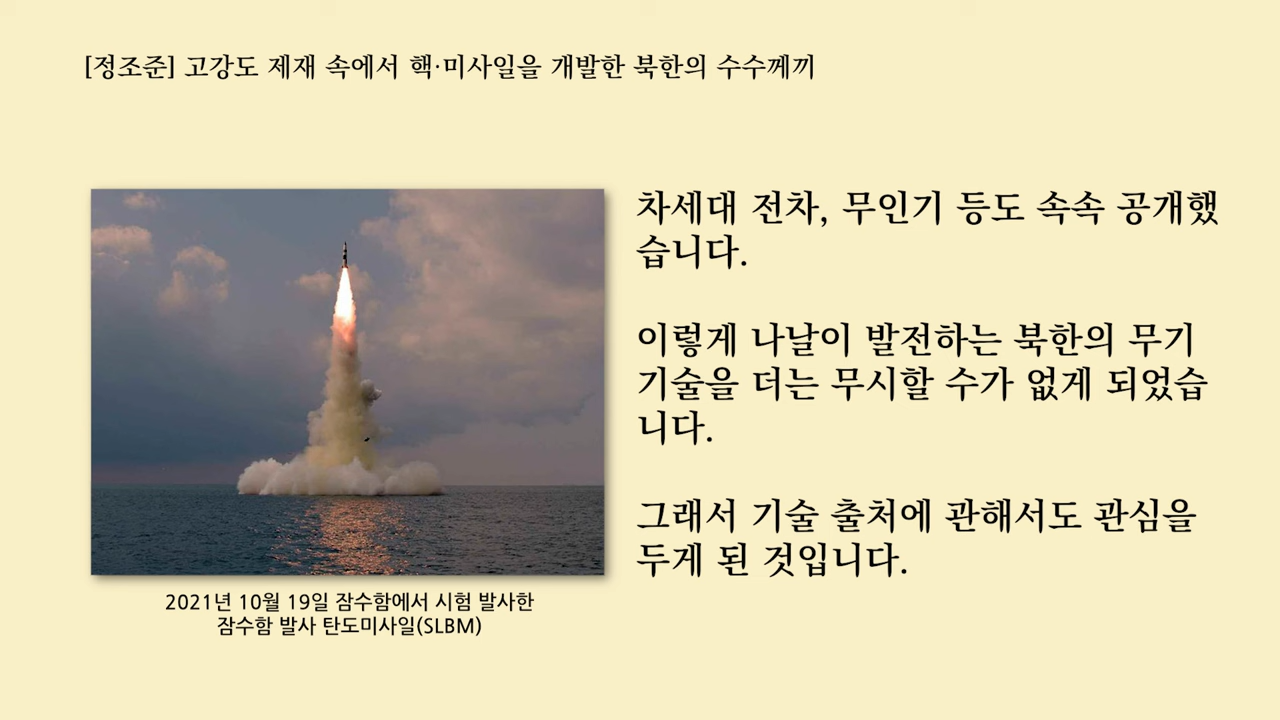 [정조준] 고강도 제재 속에서 핵·미사일을 개발한 북한의 수수께끼
차세대 전차, 무인기 등도 속속 공개했
습니다.
이렇게 나날이 발전하는 북한의 무기
기술을 더는 무시할 수가 없게 되었습
니다.
그래서 기술 출처에 관해서도 관심을
두게 된 것입니다.
2021년 10월 19일 잠수함에서 시험 발사한
잠수함 발사 탄도미사일(SLBM)